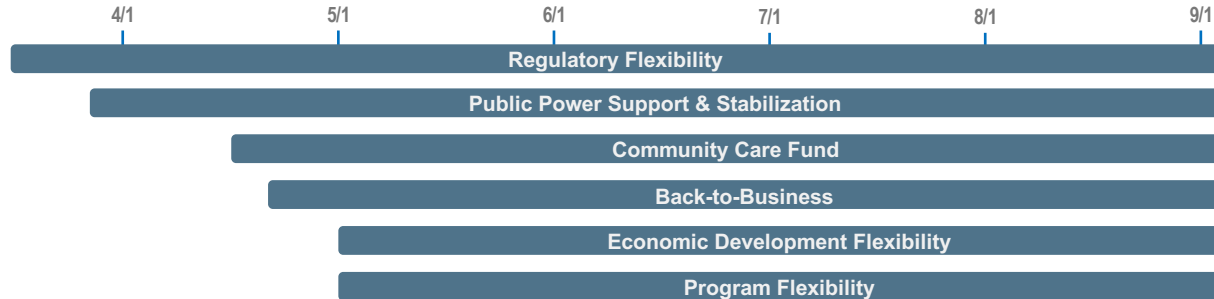 4/1 5/1 6/1 7/1 8/1 9/1
Regulatory Flexibility
Public Power Support & Stabilization
Community Care Fund
Back-to-Business
Economic Development Flexibility
Program Flexibility